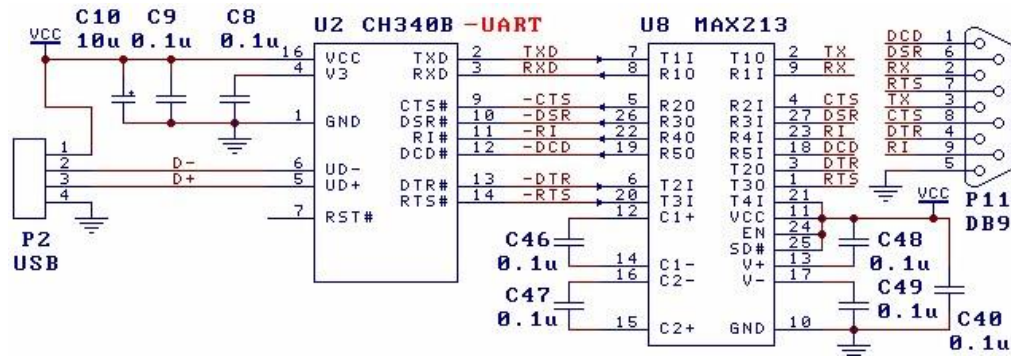 C10 C9 C8 U2 CH340B -UART U8 MAX213
VCC 10u 0.1u 0.1u
16 VCC TXD 2 TXD 7 T1I T1O 2 TX DCD 1
4 V3 RXD 3 RXD 8 R1O R1I 9 RX DSR 6
RX 2
RTS 7
CTS# 9 -CTS 5 R2O R2I 4 CTS TX 3
1 GND DSR# 10 -DSR 26 R3O R3I 27 DSR CTS 8
RI# 11 -RI 22 R4O R4I 23 RI DTR 4
DCD# 12 -DCD 19 R5O R5I 18 DCD RI 9
1
2 D- 6 UD- T2O 3 DTR 5
3 D+ 5 UD+ DTR# 13 -DTR 6 T2I T3O 1 RTS
4 RTS# 14 -RTS 20 T3I T4I 21 VCC P11
7 RST# 12 C1+ VCC 11 DB9
P2 EN 24
USB C46 SD# 25 C48
0.1u 14 C1- V+ 13 0.1u
16 C2- V- 17
C47 C49
0.1u 0.1u
15 C2+ GND 10 C40
0.1u